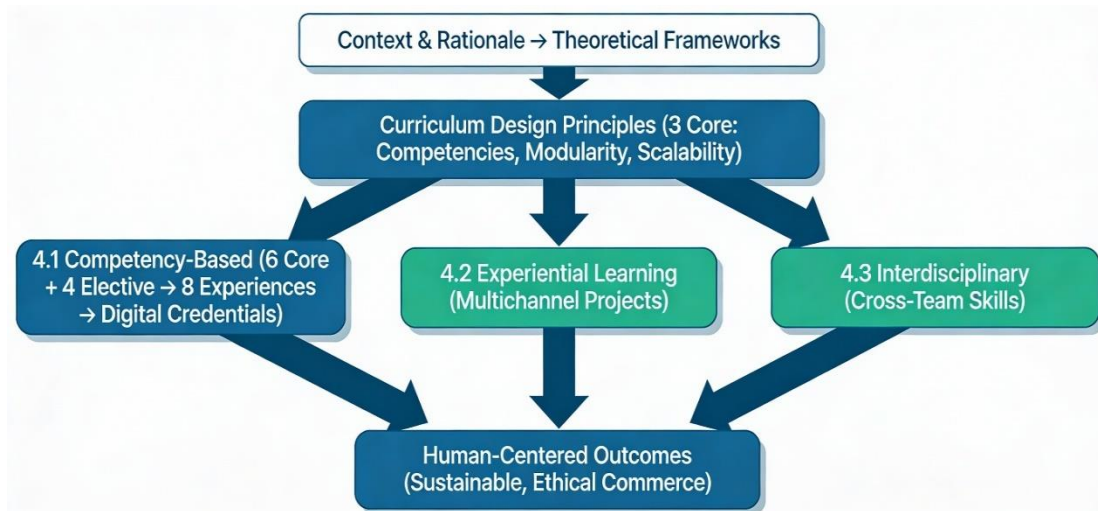 Context & Rationale → Theoretical Frameworks
Curriculum Design Principles (3 Core:
Competencies, Modularity, Scalability)
4.1 Competency-Based (6 Core
+ 4 Elective → 8 Experiences
→ Digital Credentials)
4.2 Experiential Learning
(Multichannel Projects)
4.3 Interdisciplinary
(Cross-Team Skills)
Human-Centered Outcomes
(Sustainable, Ethical Commerce)